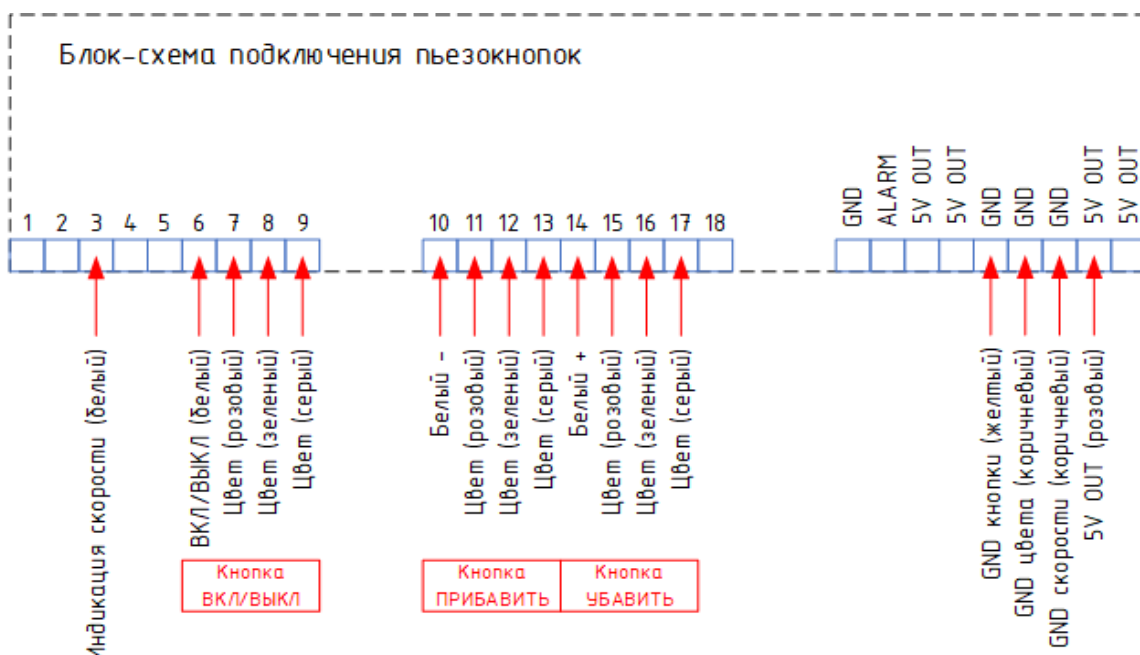 Блок-схема подключения пьезокнопок
GND
ALARM
5V OUT
5V OUT
GND
GND
GND
5V OUT
5V OUT
1 2 3 4 5 6 7 8 9
10 11 12 13 14 15 16 17 18
Индикация скорости (белый)
ВКЛ/ВЫКЛ (белый)
Цвет (розовый)
Цвет (зеленый)
Цвет (серый)
Белый -
Цвет (розовый)
Цвет (зеленый)
Цвет (серый)
Белый +
Цвет (розовый)
Цвет (зеленый)
Цвет (серый)
GND кнопки (желтый)
GND цвета (коричневый)
GND скорости (коричневый)
5V OUT (розовый)
Кнопка
ВКЛ/ВЫКЛ
Кнопка
ПРИБАВИТЬ
Кнопка
УБАВИТЬ